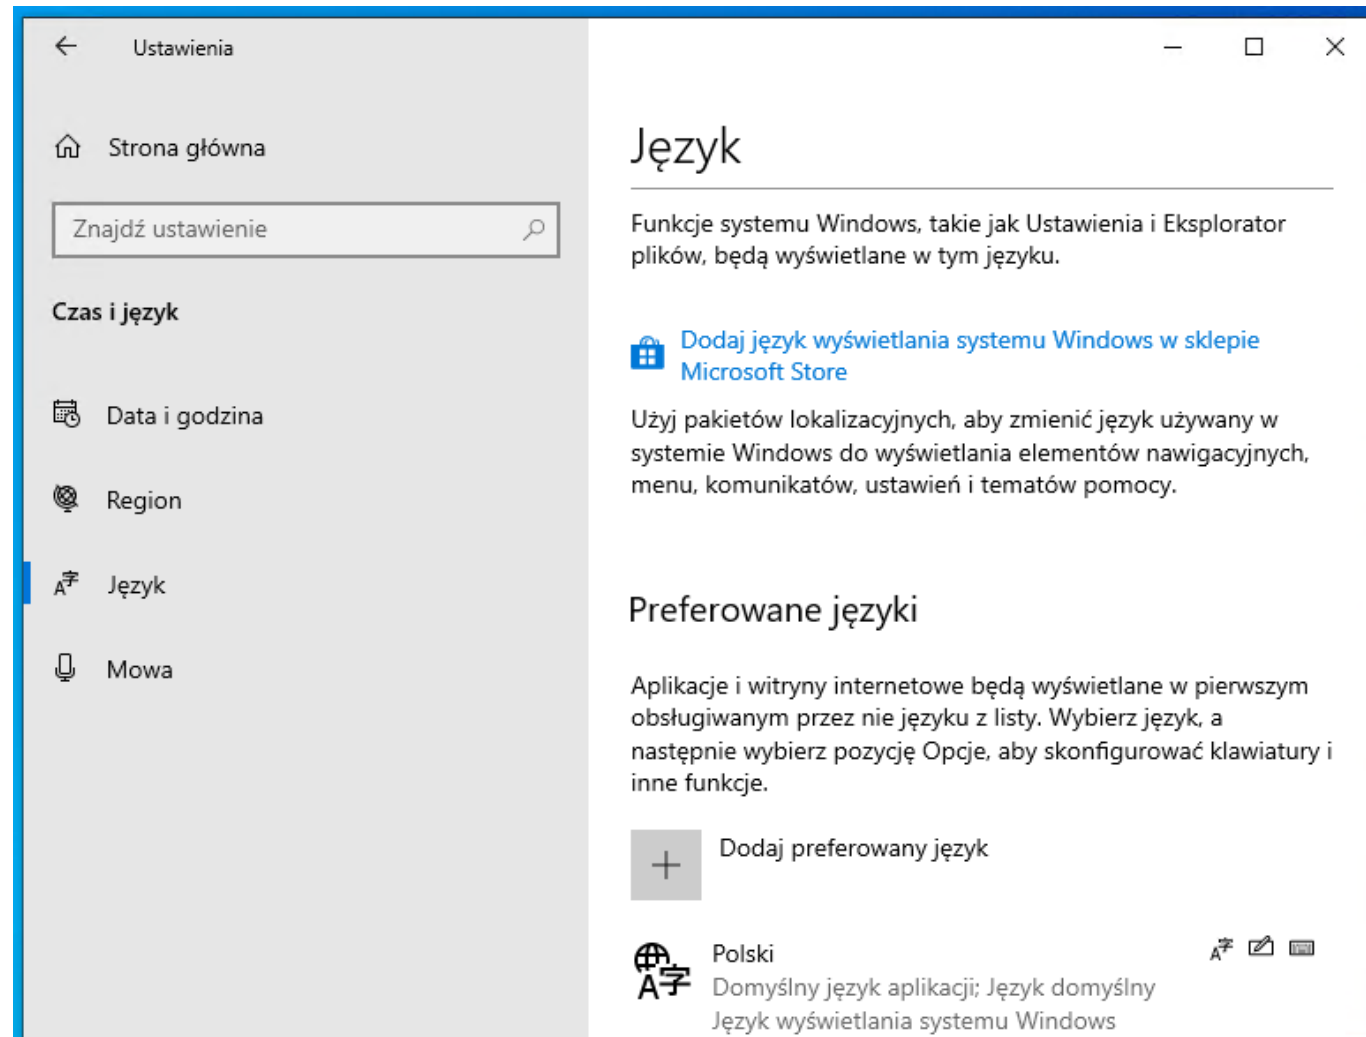 Ustawienia
Strona główna
Znajdź ustawienie
Czas i język
Data i godzina
Region
Język
Mowa
Język
Funkcje systemu Windows, takie jak Ustawienia i Eksplorator
plików, będą wyświetlane w tym języku.
Dodaj język wyświetlania systemu Windows w sklepie
Microsoft Store
Użyj pakietów lokalizacyjnych, aby zmienić język używany w
systemie Windows do wyświetlania elementów nawigacyjnych,
menu, komunikatów, ustawień i tematów pomocy.
Preferowane języki
Aplikacje i witryny internetowe będą wyświetlane w pierwszym
obsługiwanym przez nie języku z listy. Wybierz język, a
następnie wybierz pozycję Opcje, aby skonfigurować klawiatury i
inne funkcje.
Dodaj preferowany język
Polski
Domyślny język aplikacji; Język domyślny
Język wyświetlania systemu Windows